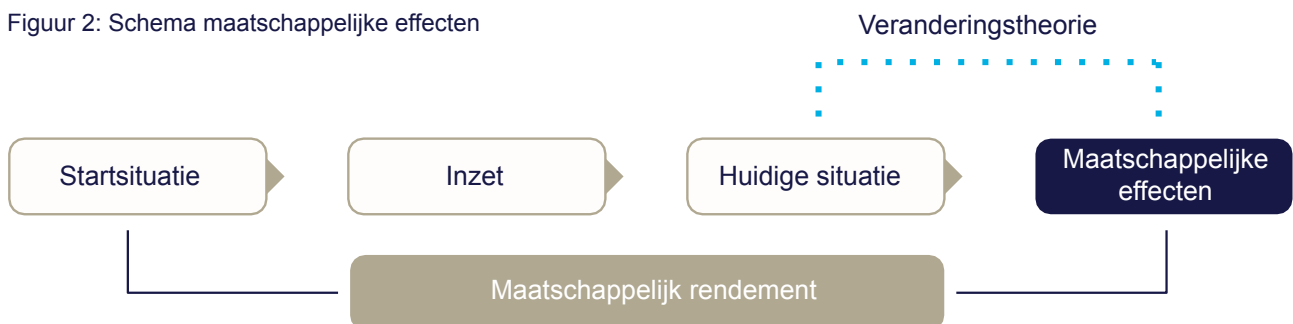 Figuur 2: Schema maatschappelijke effecten
Veranderingstheorie
Startsituatie
Inzet
Huidige situatie
Maatschappelijke
effecten
Maatschappelijk rendement